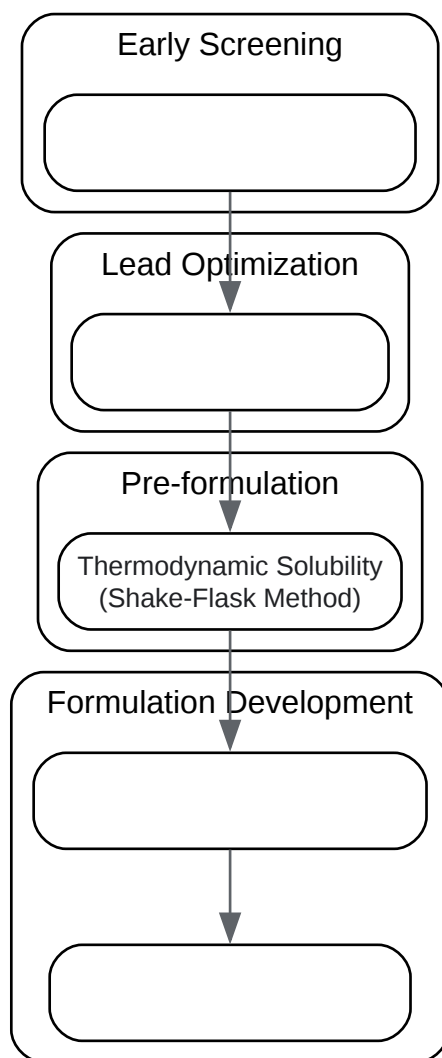 Early Screening
Lead Optimization
Pre-formulation
Thermodynamic Solubility
(Shake-Flask Method)
Formulation Development